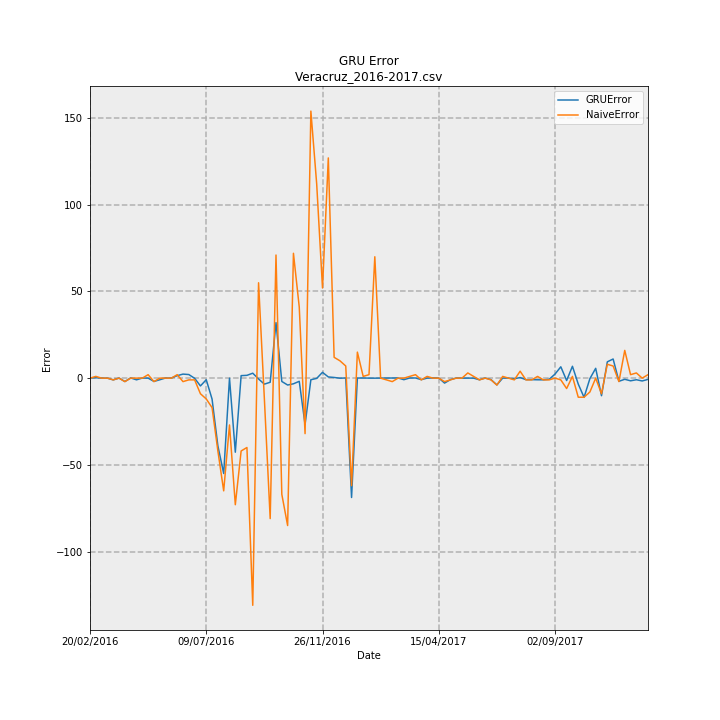 GRU Error
Veracruz_2016-2017.csv
GRUError
NaiveError
150
100
50
0
−50
−100
Error
20/02/2016
09/07/2016
26/11/2016
15/04/2017
02/09/2017
Date